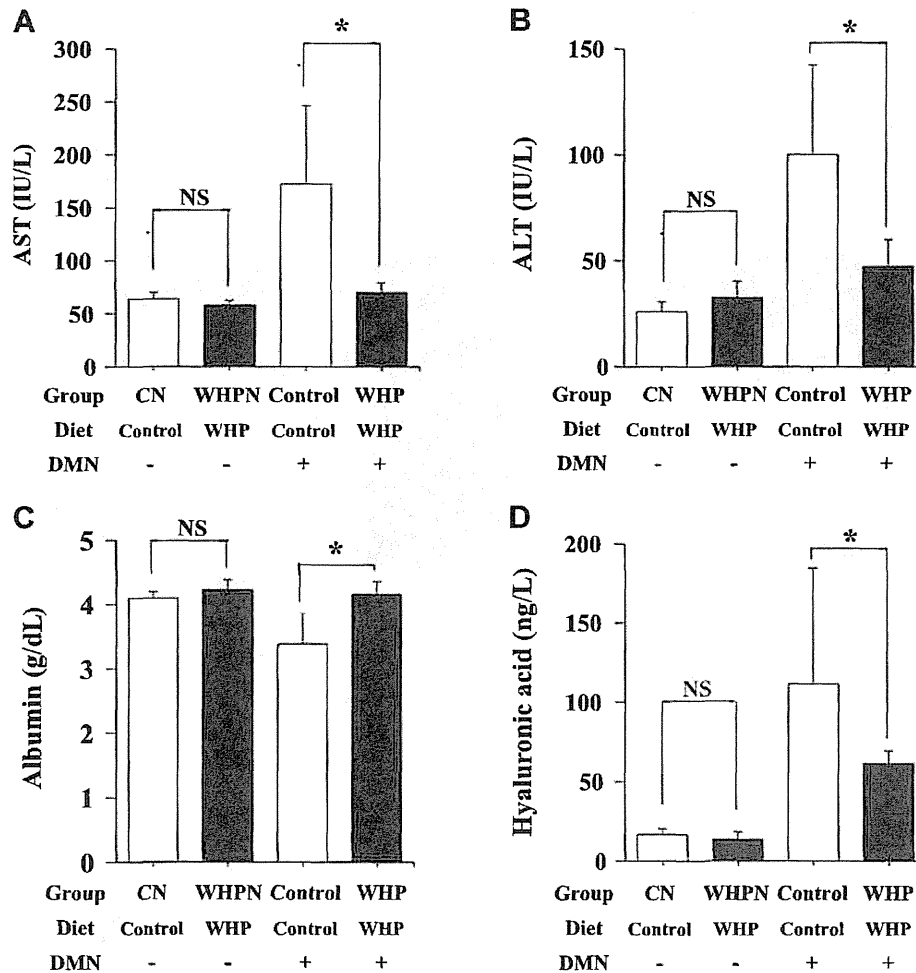 A
*
300
250
200
150
100
50
0
AST (IU/L)
NS
Group CN WHPN Control WHP
Diet Control WHP Control WHP
DMN - - + +
B
*
150
100
50
0
ALT (IU/L)
NS
Group CN WHPN Control WHP
Diet Control WHP Control WHP
DMN - - + +
C
NS
*
5
4
3
2
1
0
Albumin (g/dL)
Group CN WHPN Control WHP
Diet Control WHP Control WHP
DMN - - + +
D
*
200
150
100
50
0
Hyaluronic acid (ng/L)
NS
Group CN WHPN Control WHP
Diet Control WHP Control WHP
DMN - - + +